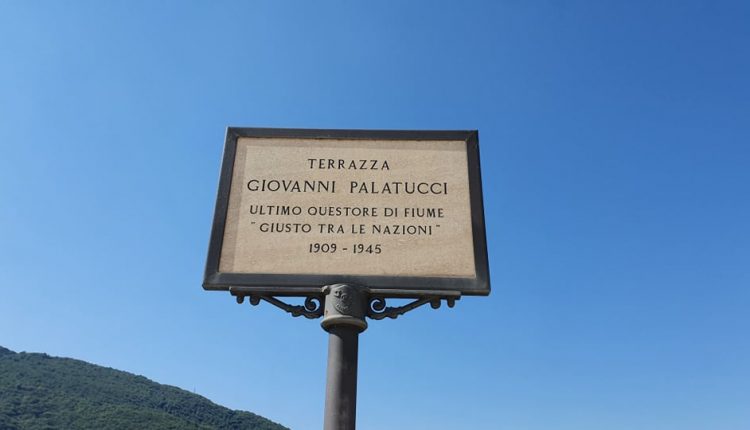 TERRAZZA
GIOVANNI PALATUCCI
ULTIMO QUESTORE DI FIUME
"GIUSTO TRA LE NAZIONI"
1909 - 1945